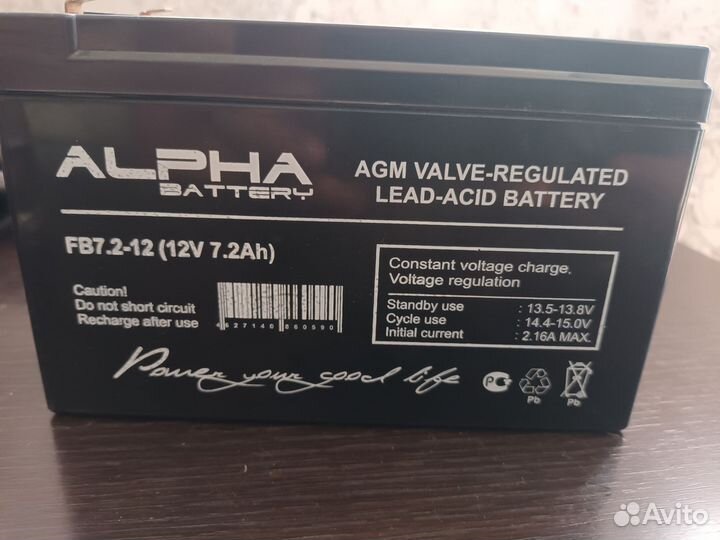 ALPHA
BATTERY
AGM VALVE-REGULATED
LEAD-ACID BATTERY
FB7.2-12 (12V 7.2Ah)
Caution!
Do not short circuit
Recharge after use
4627140860590
Constant voltage charge.
Voltage regulation
Standby use : 13.5-13.8V
Cycle use : 14.4-15.0V
Initial current : 2.16A MAX.
Power your good life
PC
Pb
Pb
Avito